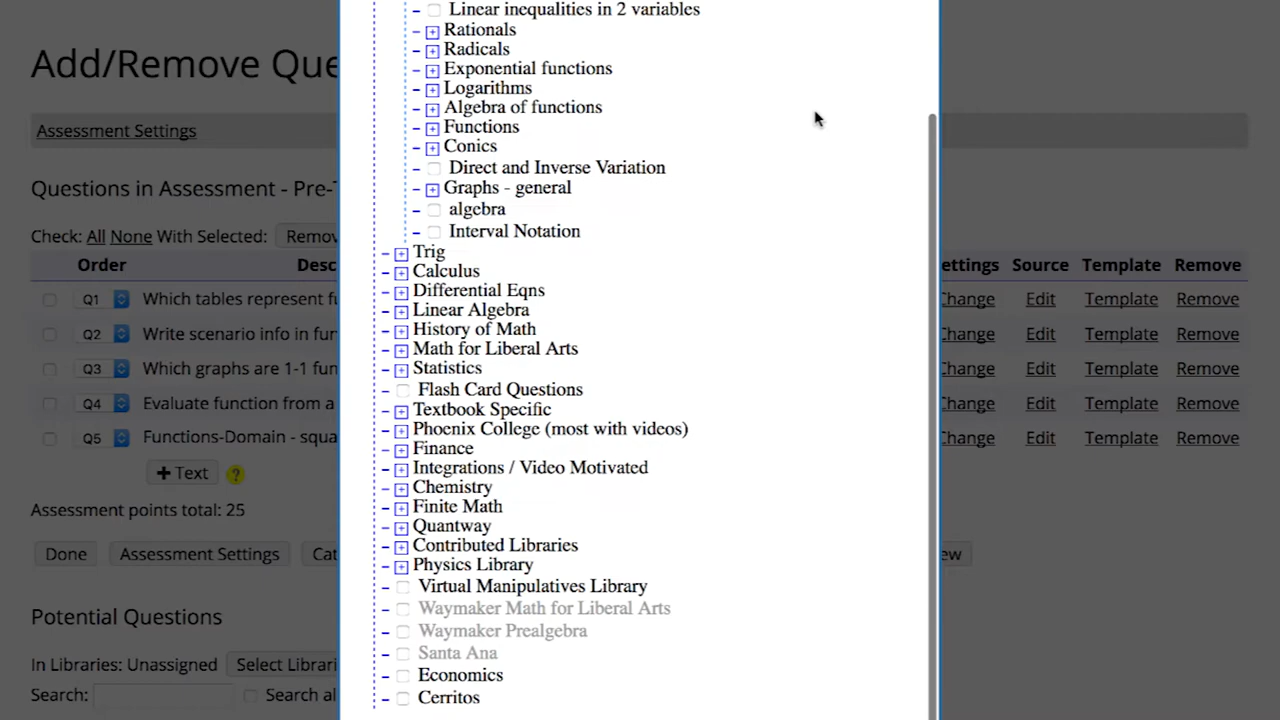 Linear inequalities in 2 variables
Rationals
Radicals
Exponential functions
Logarithms
Algebra of functions
Functions
Conics
Direct and Inverse Variation
Graphs - general
algebra
Interval Notation
Trig
Calculus
Differential Eqns
Linear Algebra
History of Math
Math for Liberal Arts
Statistics
Flash Card Questions
Textbook Specific
Phoenix College (most with videos)
Finance
Integrations / Video Motivated
Chemistry
Finite Math
Quantway
Contributed Libraries
Physics Library
Virtual Manipulatives Library
Waymaker Math for Liberal Arts
Waymaker Prealgebra
Santa Ana
Economics
Cerritos
Add/Remove Que
Assessment Settings
Questions in Assessment - Pre-T
Check: All None With Selected: Remov
Order Desc ettings Source Template Remove
Q1 Which tables represent fu Change Edit Template Remove
Q2 Write scenario info in fun Change Edit Template Remove
Q3 Which graphs are 1-1 fun Change Edit Template Remove
Q4 Evaluate function from a Change Edit Template Remove
Q5 Functions-Domain - squa Change Edit Template Remove
+ Text ?
Assessment points total: 25
Done Assessment Settings Cat ew
Potential Questions
In Libraries: Unassigned Select Librari
Search: Search al